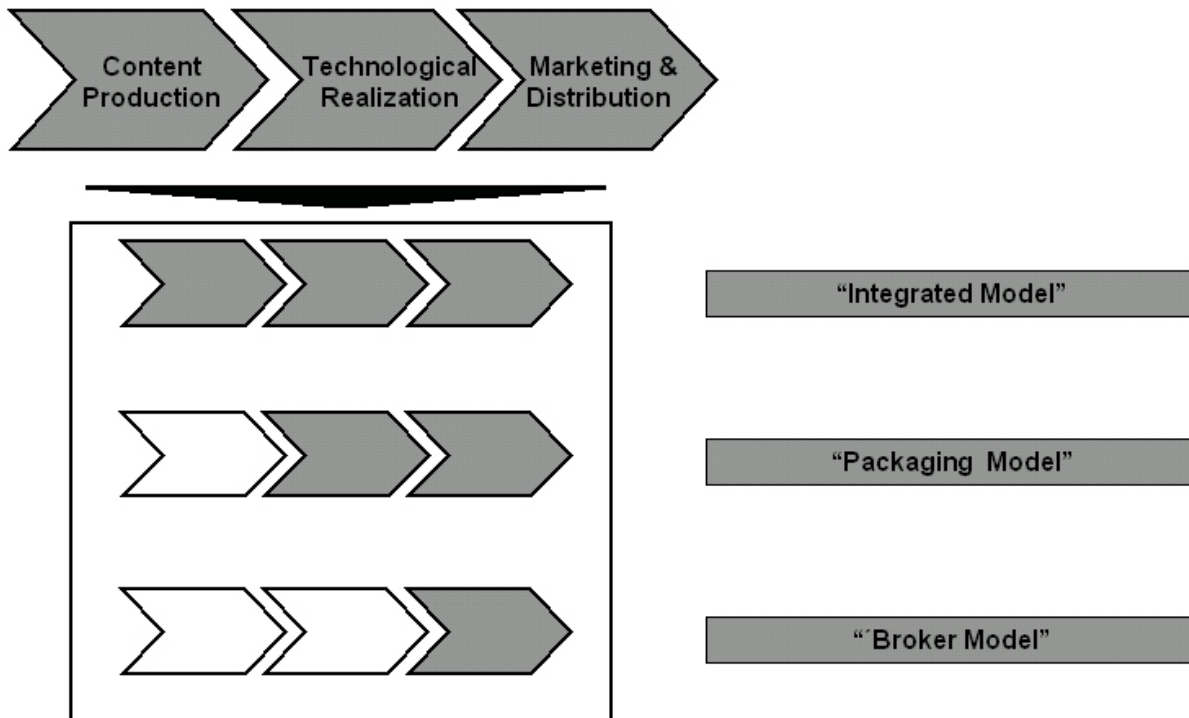 Content
Production
Technological
Realization
Marketing &
Distribution
“Integrated Model”
“Packaging Model”
“´Broker Model”